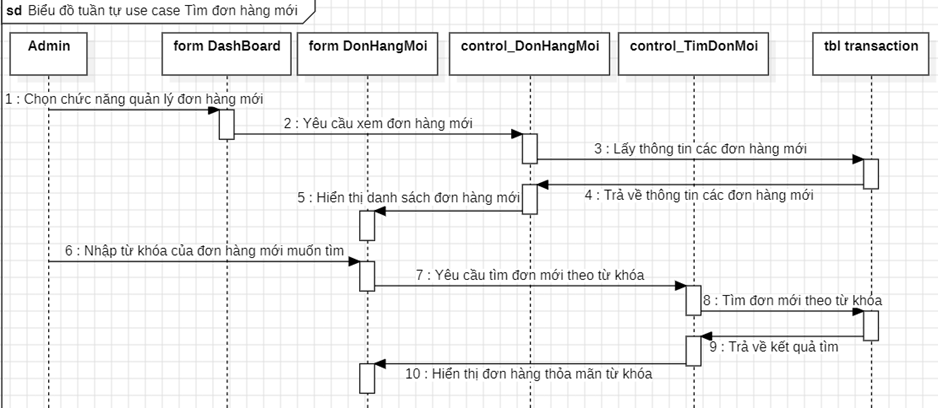 sd Biểu đồ tuần tự use case Tìm đơn hàng mới
Admin
form DashBoard
form DonHangMoi
control_DonHangMoi
control_TimDonMoi
tbl transaction
1 : Chọn chức năng quản lý đơn hàng mới
2 : Yêu cầu xem đơn hàng mới
3 : Lấy thông tin các đơn hàng mới
4 : Trả về thông tin các đơn hàng mới
5 : Hiển thị danh sách đơn hàng mới
6 : Nhập từ khóa của đơn hàng mới muốn tìm
7 : Yêu cầu tìm đơn mới theo từ khóa
8 : Tìm đơn mới theo từ khóa
9 : Trả về kết quả tìm
10 : Hiển thị đơn hàng thỏa mãn từ khóa